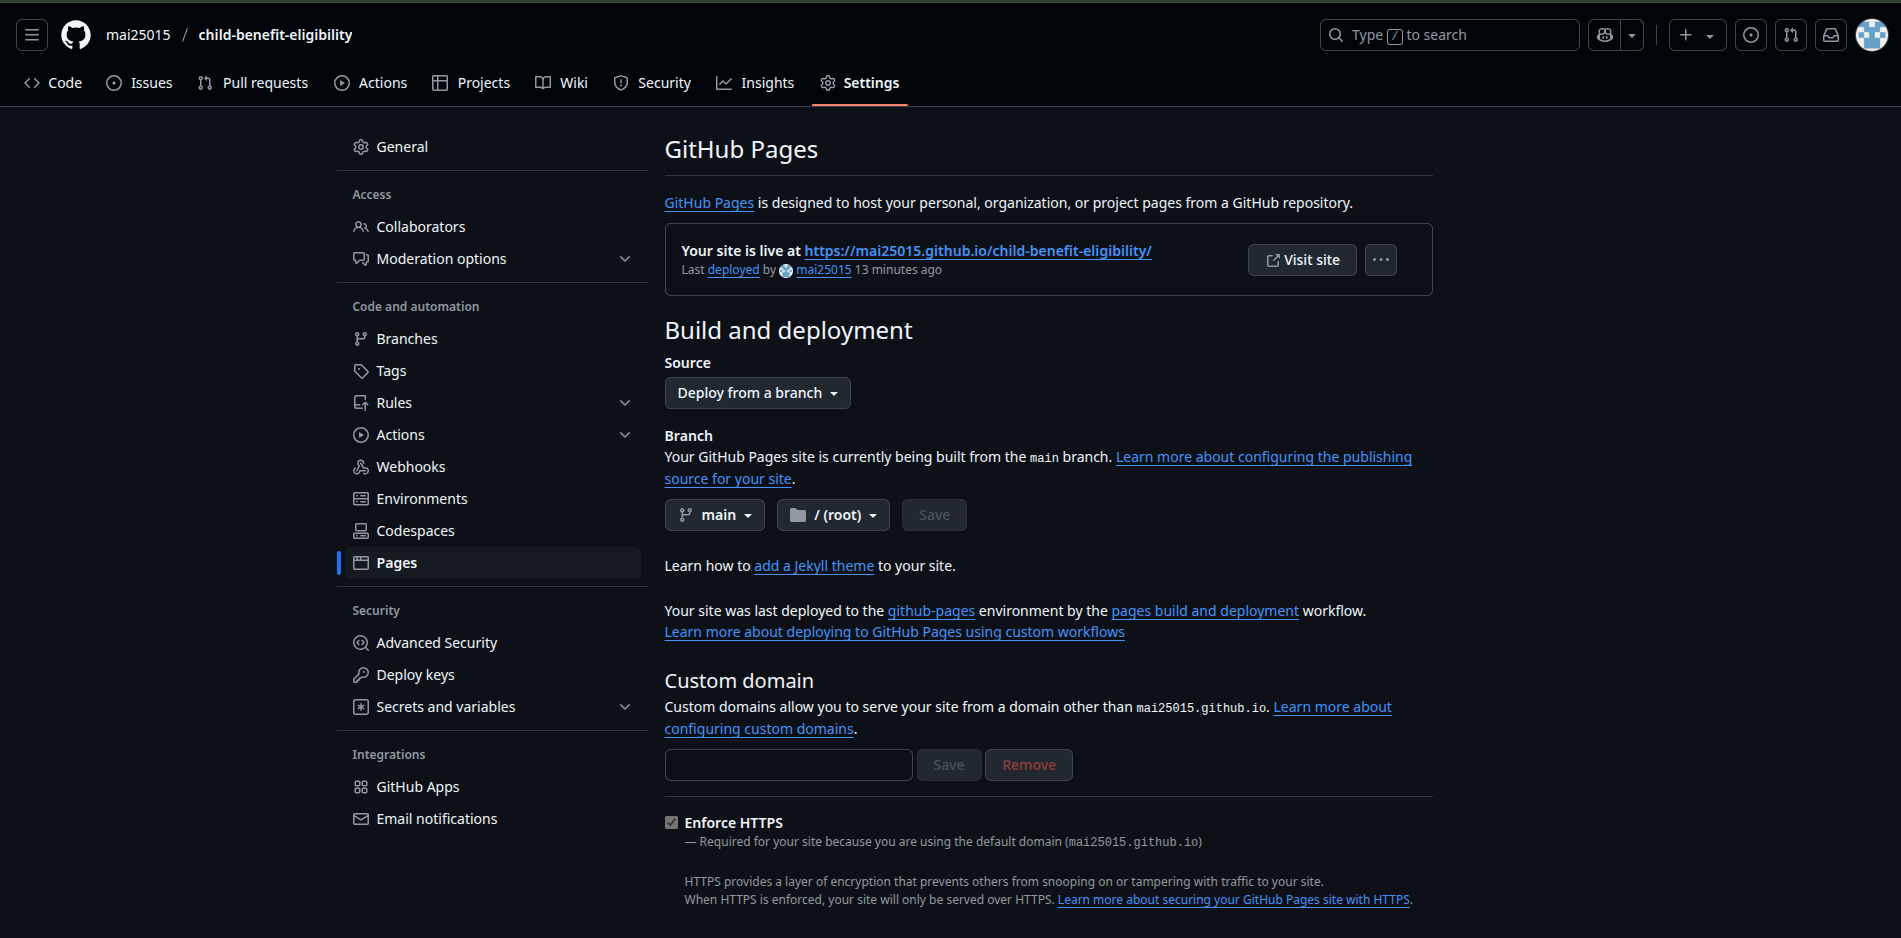 mai25015 / child-benefit-eligibility
Type / to search
Code Issues Pull requests Actions Projects Wiki Security Insights Settings
General
Access
Collaborators
Moderation options
Code and automation
Branches
Tags
Rules
Actions
Webhooks
Environments
Codespaces
Pages
Security
Advanced Security
Deploy keys
Secrets and variables
Integrations
GitHub Apps
Email notifications
GitHub Pages
GitHub Pages is designed to host your personal, organization, or project pages from a GitHub repository.
Your site is live at https://mai25015.github.io/child-benefit-eligibility/
Last deployed by mai25015 13 minutes ago
Visit site
Build and deployment
Source
Deploy from a branch
Branch
Your GitHub Pages site is currently being built from the main branch. Learn more about configuring the publishing
source for your site.
main / (root) Save
Learn how to add a Jekyll theme to your site.
Your site was last deployed to the github-pages environment by the pages build and deployment workflow.
Learn more about deploying to GitHub Pages using custom workflows
Custom domain
Custom domains allow you to serve your site from a domain other than mai25015.github.io. Learn more about
configuring custom domains.
Save Remove
Enforce HTTPS
— Required for your site because you are using the default domain (mai25015.github.io)
HTTPS provides a layer of encryption that prevents others from snooping on or tampering with traffic to your site.
When HTTPS is enforced, your site will only be served over HTTPS. Learn more about securing your GitHub Pages site with HTTPS.